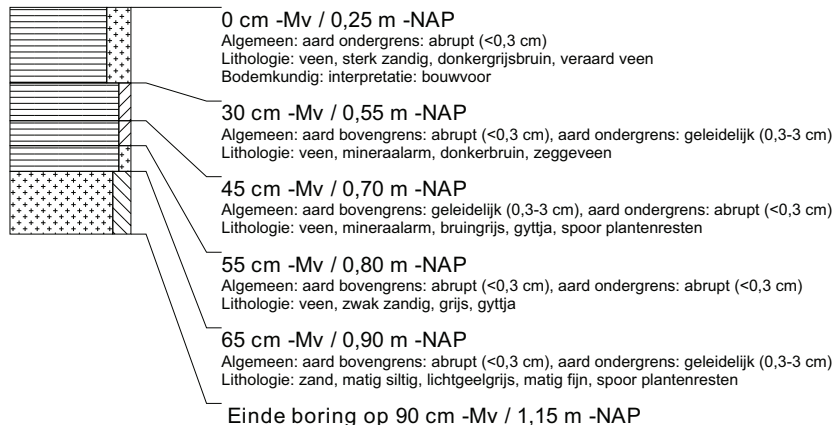 0 cm -Mv / 0,25 m -NAP
Algemeen: aard ondergrens: abrupt (<0,3 cm)
Lithologie: veen, sterk zandig, donkergrijsbruin, veraard veen
Bodemkundig: interpretatie: bouwvoor
30 cm -Mv / 0,55 m -NAP
Algemeen: aard bovengrens: abrupt (<0,3 cm), aard ondergrens: geleidelijk (0,3-3 cm)
Lithologie: veen, mineraalarm, donkerbruin, zeggeveen
45 cm -Mv / 0,70 m -NAP
Algemeen: aard bovengrens: geleidelijk (0,3-3 cm), aard ondergrens: abrupt (<0,3 cm)
Lithologie: veen, mineraalarm, bruingrijs, gyttja, spoor plantenresten
55 cm -Mv / 0,80 m -NAP
Algemeen: aard bovengrens: abrupt (<0,3 cm), aard ondergrens: abrupt (<0,3 cm)
Lithologie: veen, zwak zandig, grijs, gyttja
65 cm -Mv / 0,90 m -NAP
Algemeen: aard bovengrens: abrupt (<0,3 cm), aard ondergrens: geleidelijk (0,3-3 cm)
Lithologie: zand, matig siltig, lichtgeelgrijs, matig fijn, spoor plantenresten
Einde boring op 90 cm -Mv / 1,15 m -NAP